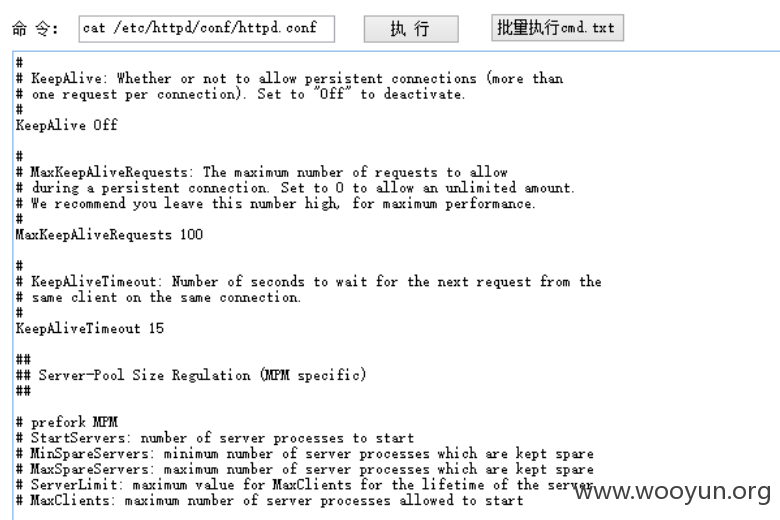 命 令: cat /etc/httpd/conf/httpd.conf 执 行 批量执行cmd.txt
#
# KeepAlive: Whether or not to allow persistent connections (more than
# one request per connection). Set to "Off" to deactivate.
#
KeepAlive Off
#
# MaxKeepAliveRequests: The maximum number of requests to allow
# during a persistent connection. Set to 0 to allow an unlimited amount.
# We recommend you leave this number high, for maximum performance.
#
MaxKeepAliveRequests 100
#
# KeepAliveTimeout: Number of seconds to wait for the next request from the
# same client on the same connection.
#
KeepAliveTimeout 15
##
## Server-Pool Size Regulation (MPM specific)
##
# prefork MPM
# StartServers: number of server processes to start
# MinSpareServers: minimum number of server processes which are kept spare
# MaxSpareServers: maximum number of server processes which are kept spare
# ServerLimit: maximum value for MaxClients for the lifetime of the server
# MaxClients: maximum number of server processes allowed to start
www.wooyun.org